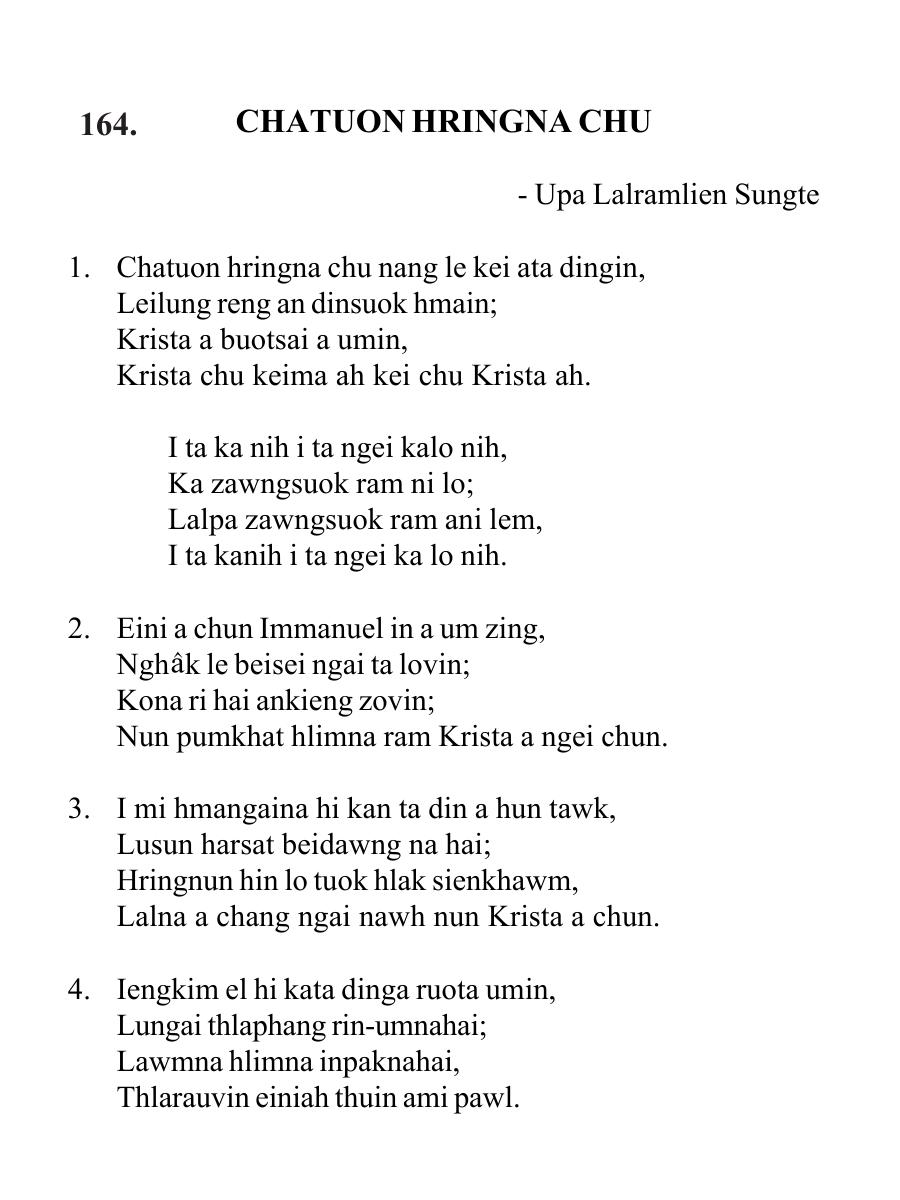 164. CHATUON HRINGNA CHU
- Upa Lalramlien Sungte
1. Chatuon hringna chu nang le kei ata dingin,
Leilung reng an dinsuok hmain;
Krista a buotsai a umin,
Krista chu keima ah kei chu Krista ah.
I ta ka nih i ta ngei kalo nih,
Ka zawngsuok ram ni lo;
Lalpa zawngsuok ram ani lem,
I ta kanih i ta ngei ka lo nih.
2. Eini a chun Immanuel in a um zing,
Nghâk le beisei ngai ta lovin;
Kona ri hai ankieng zovin;
Nun pumkhat hlimna ram Krista a ngei chun.
3. I mi hmangaina hi kan ta din a hun tawk,
Lusun harsat beidawng na hai;
Hringnun hin lo tuok hlak sienkhawm,
Lalna a chang ngai nawh nun Krista a chun.
4. Iengkim el hi kata dinga ruota umin,
Lungai thlaphang rin-umnahai;
Lawmna hlimna inpaknahai,
Thlarauvin einiah thuin ami pawl.